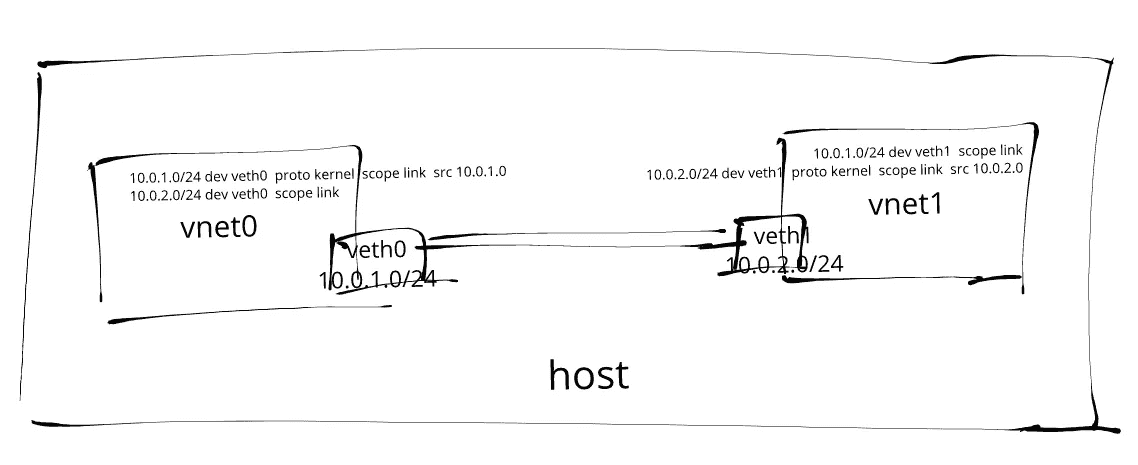 10.0.1.0/24 dev veth0 proto kernel scope link src 10.0.1.0
10.0.2.0/24 dev veth0 scope link
vnet0
veth0
10.0.1.0/24
10.0.1.0/24 dev veth1 scope link
10.0.2.0/24 dev veth1 proto kernel scope link src 10.0.2.0
vnet1
veth1
10.0.2.0/24
host